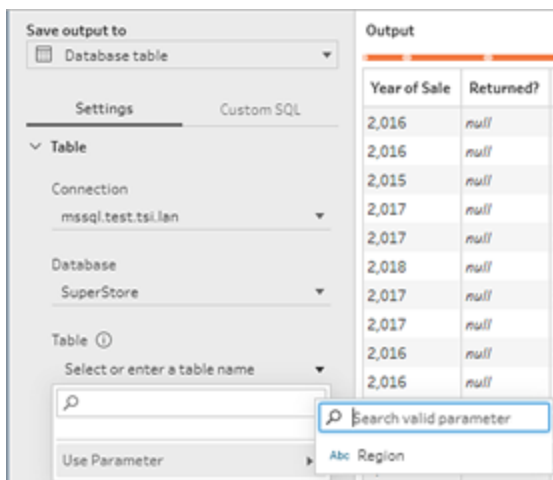 Save output to
Database table
Settings
Custom SQL
Table
Connection
mssql.test.tsi.lan
Database
SuperStore
Table
Select or enter a table name
Use Parameter
Output
Year of Sale Returned?
2,016 null
2,016 null
2,015 null
2,017 null
2,017 null
2,018 null
2,017 null
2,017 null
2,016 null
2,016 null
Search valid parameter
Abc Region